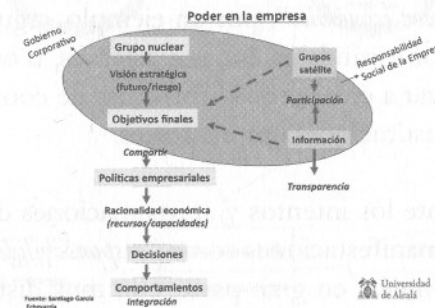 Poder en la empresa
Gobierno
Corporativo
Grupo nuclear
Visión estratégica
(futuro/riesgo)
Objetivos finales
Grupos
satélite
Participación
Información
Responsabilidad
Social de la Empre
Compartir
Transparencia
Políticas empresariales
Racionalidad económica
(recursos/capacidades)
Decisiones
Comportamientos
Integración
Fuente: Santiago García
Echevarría
Universidad
de Alcalá